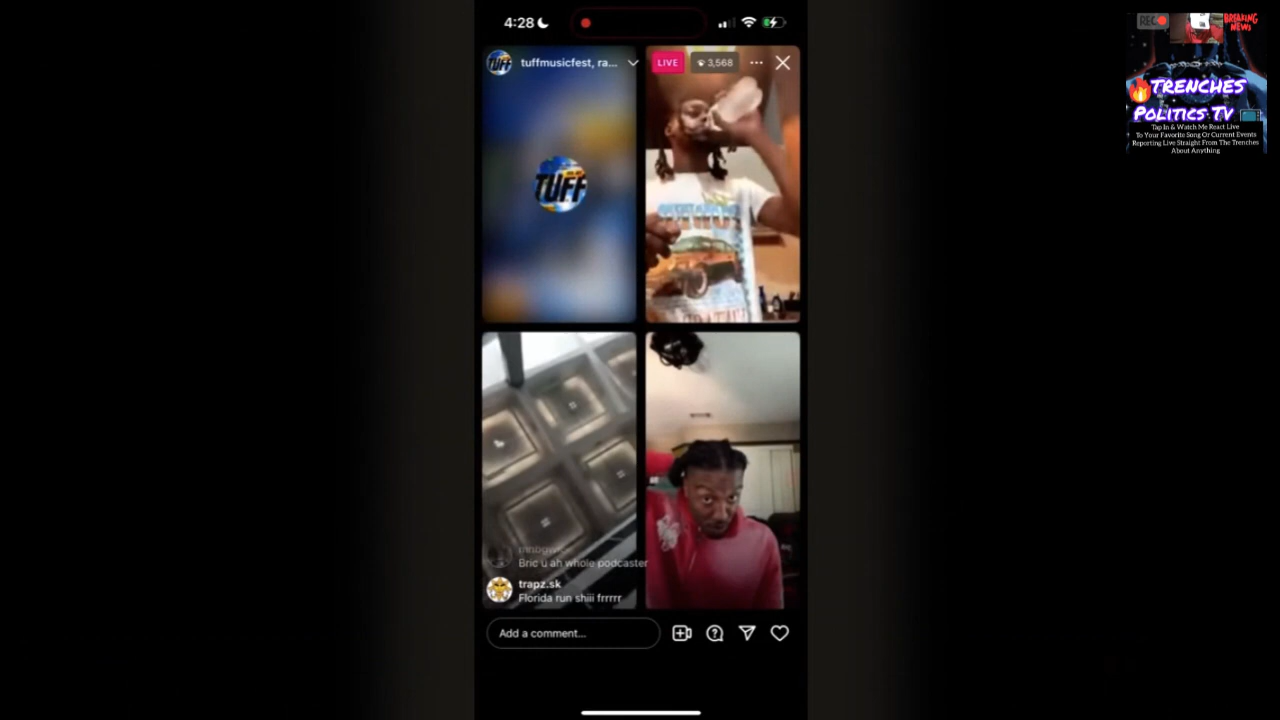 4:28
REC
BREAKING
NEWS
TRENCHES
POLITICS TV
Tap In & Watch Me React Live
To Your Favorite Song Or Current Events
Reporting Live Straight From The Trenches
About Anything
TUFF
tuffmusicfest, ra...
LIVE
3,568
TUFF
Bric u ah whole podcaster
trapz.sk
Florida run shiii frrrrr
Add a comment...